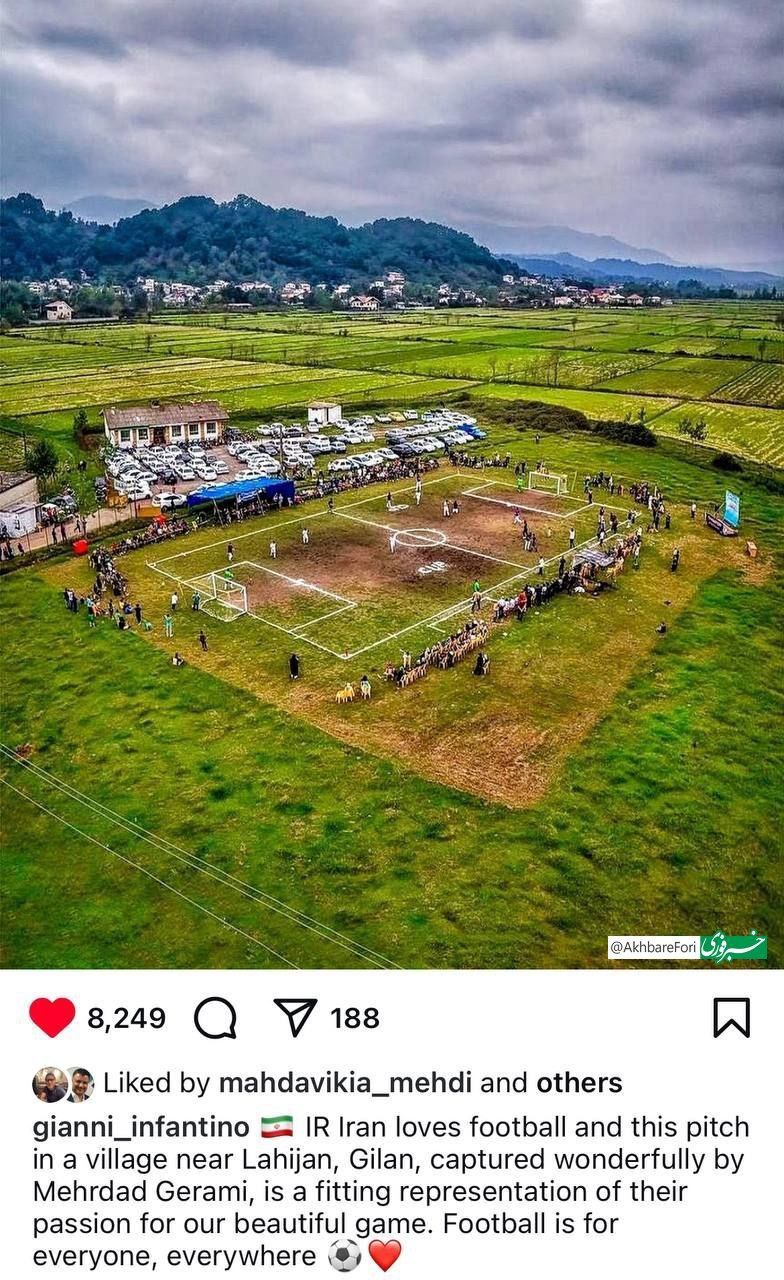 CUP
@AkhbareFori خبرفوری
8,249 188
Liked by mahdavikia_mehdi and others
gianni_infantino 🇮🇷 IR Iran loves football and this pitch
in a village near Lahijan, Gilan, captured wonderfully by
Mehrdad Gerami, is a fitting representation of their
passion for our beautiful game. Football is for
everyone, everywhere ⚽❤️